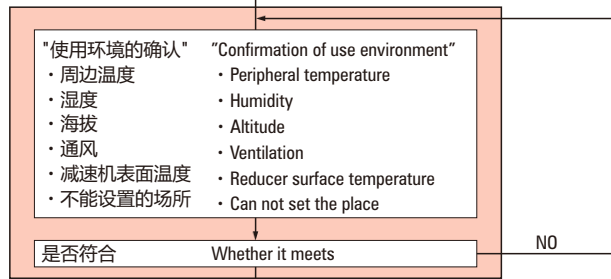 "使用环境的确认" "Confirmation of use environment"
・周边温度 ・Peripheral temperature
・湿度 ・Humidity
・海拔 ・Altitude
・通风 ・Ventilation
・减速机表面温度 ・Reducer surface temperature
・不能设置的场所 ・Can not set the place
是否符合 Whether it meets NO